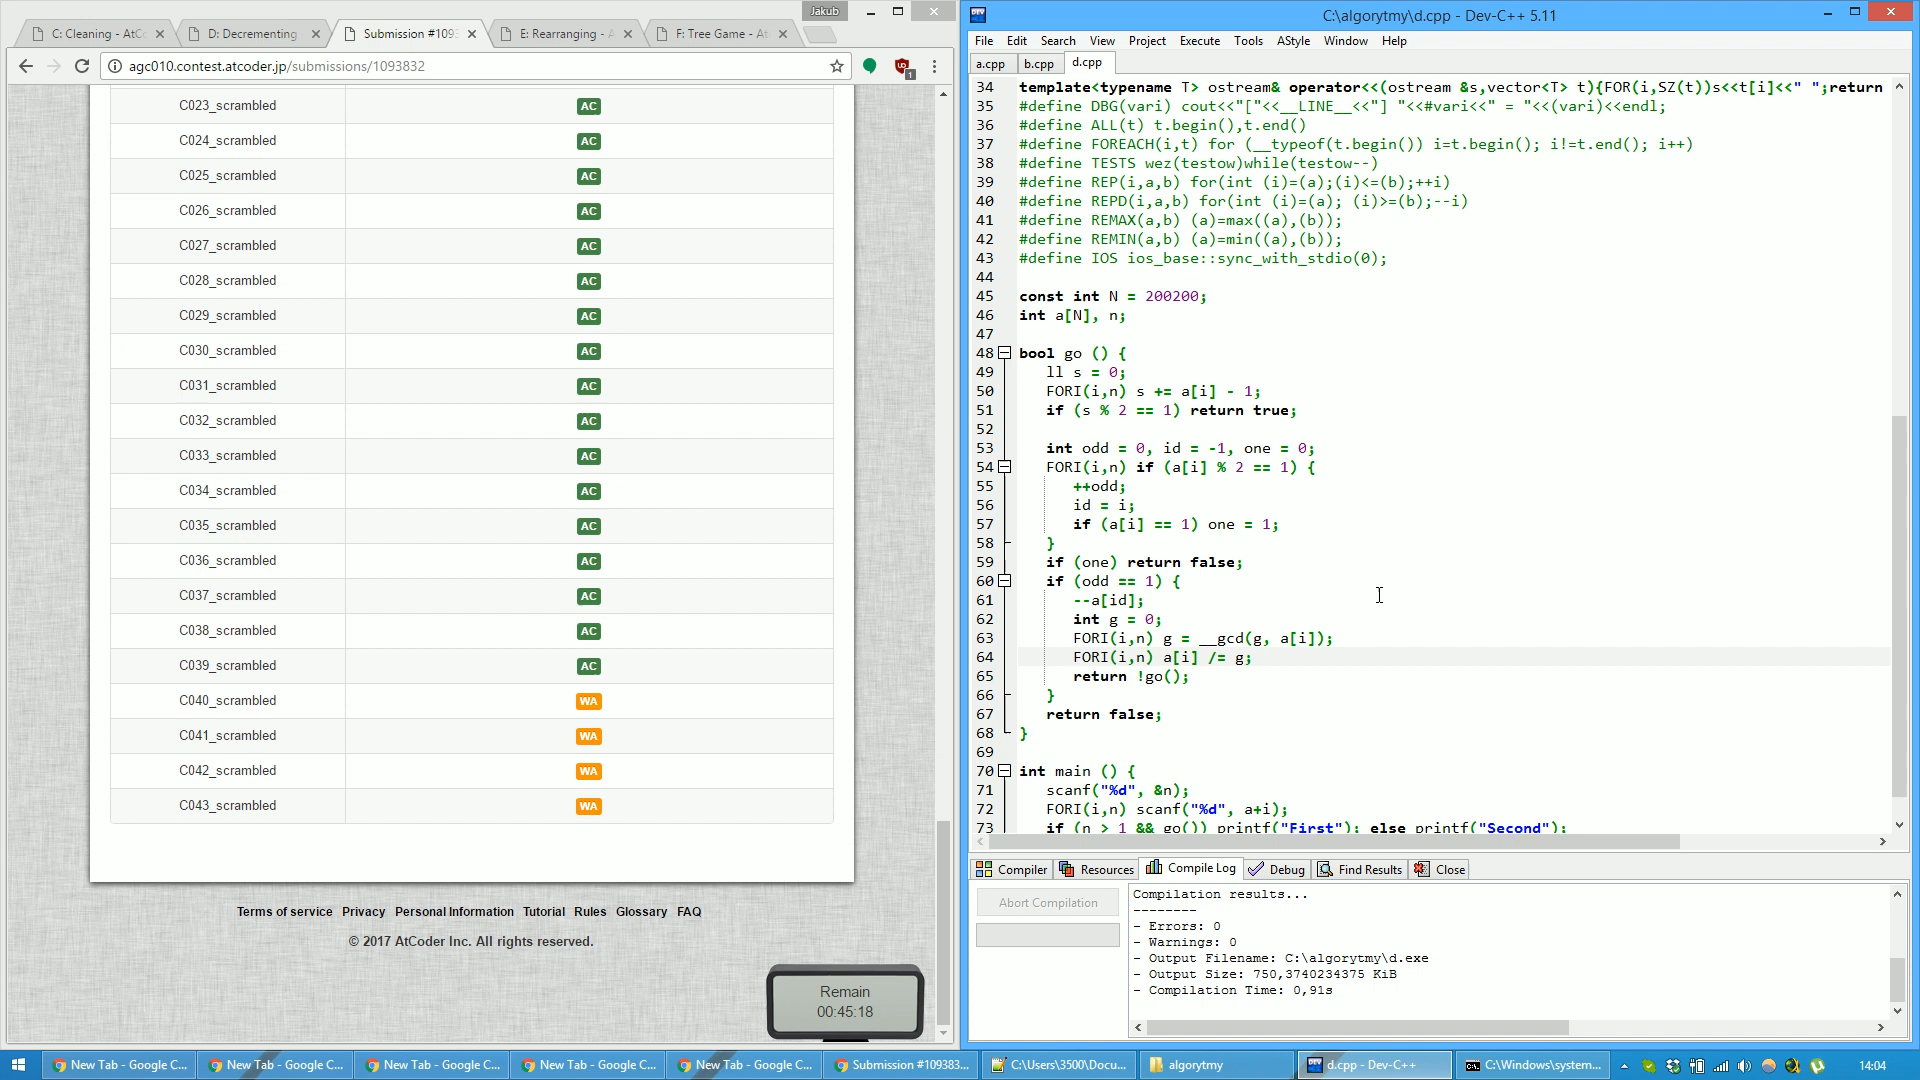 Jakub
C: Cleaning - AtC
D: Decrementing
Submission #1093
E: Rearranging - A
F: Tree Game - At
agc010.contest.atcoder.jp/submissions/1093832
C023_scrambled AC
C024_scrambled AC
C025_scrambled AC
C026_scrambled AC
C027_scrambled AC
C028_scrambled AC
C029_scrambled AC
C030_scrambled AC
C031_scrambled AC
C032_scrambled AC
C033_scrambled AC
C034_scrambled AC
C035_scrambled AC
C036_scrambled AC
C037_scrambled AC
C038_scrambled AC
C039_scrambled AC
C040_scrambled WA
C041_scrambled WA
C042_scrambled WA
C043_scrambled WA
Terms of service Privacy Personal Information Tutorial Rules Glossary FAQ
© 2017 AtCoder Inc. All rights reserved.
Remain
00:45:18
C:\algorytmy\d.cpp - Dev-C++ 5.11
File Edit Search View Project Execute Tools AStyle Window Help
a.cpp b.cpp d.cpp
34 template<typename T> ostream& operator<<(ostream &s,vector<T> t){FOR(i,SZ(t))s<<t[i]<<" ";return
35 #define DBG(vari) cout<<"["<<__LINE__<<"] "<<#vari<<" = "<<(vari)<<endl;
36 #define ALL(t) t.begin(),t.end()
37 #define FOREACH(i,t) for (__typeof(t.begin()) i=t.begin(); i!=t.end(); i++)
38 #define TESTS wez(testow)while(testow--)
39 #define REP(i,a,b) for(int (i)=(a);(i)<=(b);++i)
40 #define REPD(i,a,b) for(int (i)=(a); (i)>=(b);--i)
41 #define REMAX(a,b) (a)=max((a),(b));
42 #define REMIN(a,b) (a)=min((a),(b));
43 #define IOS ios_base::sync_with_stdio(0);
44
45 const int N = 200200;
46 int a[N], n;
47
48 bool go () {
49 ll s = 0;
50 FORI(i,n) s += a[i] - 1;
51 if (s % 2 == 1) return true;
52
53 int odd = 0, id = -1, one = 0;
54 FORI(i,n) if (a[i] % 2 == 1) {
55 ++odd;
56 id = i;
57 if (a[i] == 1) one = 1;
58 }
59 if (one) return false;
60 if (odd == 1) {
61 --a[id];
62 int g = 0;
63 FORI(i,n) g = __gcd(g, a[i]);
64 FORI(i,n) a[i] /= g;
65 return !go();
66 }
67 return false;
68 }
69
70 int main () {
71 scanf("%d", &n);
72 FORI(i,n) scanf("%d", a+i);
73 if (n > 1 && go()) printf("First"); else printf("Second");
Compiler Resources Compile Log Debug Find Results Close
Abort Compilation
Compilation results...
--------
- Errors: 0
- Warnings: 0
- Output Filename: C:\algorytmy\d.exe
- Output Size: 750,3740234375 KiB
- Compilation Time: 0,91s
New Tab - Google C...
New Tab - Google C...
New Tab - Google C...
New Tab - Google C...
New Tab - Google C...
Submission #109383...
C:\Users\3500\Docu...
algorytmy
d.cpp - Dev-C++
C:\Windows\system...
14:04